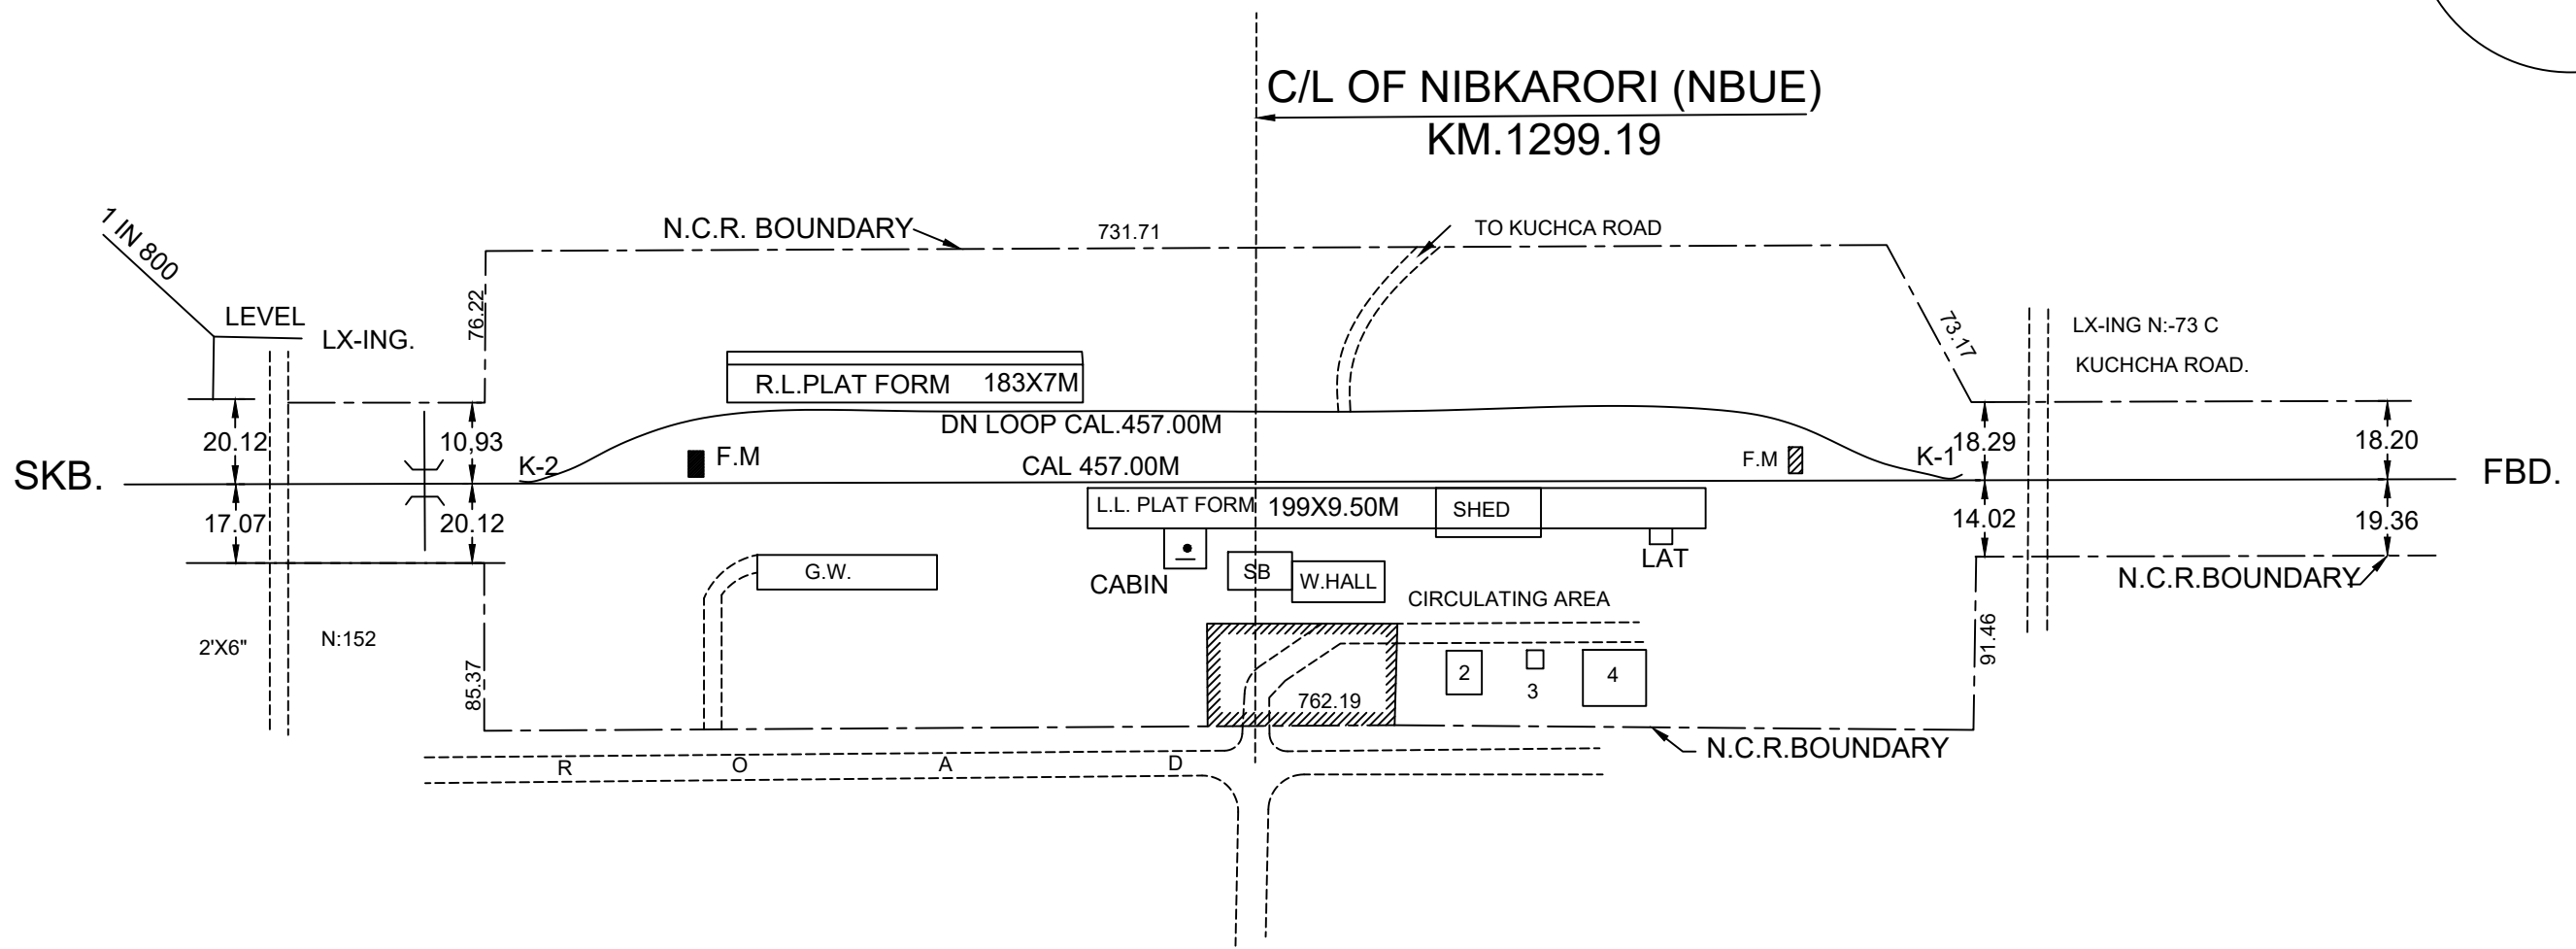 C/L OF NIBKARORI (NBUE)
KM.1299.19
1 IN 800
N.C.R. BOUNDARY
731.71
TO KUCHCA ROAD
LEVEL
LX-ING.
76.22
73.17
LX-ING N:-73 C
KUCHCHA ROAD.
R.L.PLAT FORM 183X7M
DN LOOP CAL.457.00M
20.12
10,93
K-2
F.M
CAL 457.00M
F.M
K-1
18.29
18.20
SKB.
FBD.
17.07
20.12
L.L. PLAT FORM 199X9.50M
SHED
14.02
19.36
LAT
G.W.
CABIN
SB
W.HALL
CIRCULATING AREA
N.C.R.BOUNDARY
2'X6"
N:152
85.37
762.19
2
3
4
91.46
N.C.R.BOUNDARY
R O A D